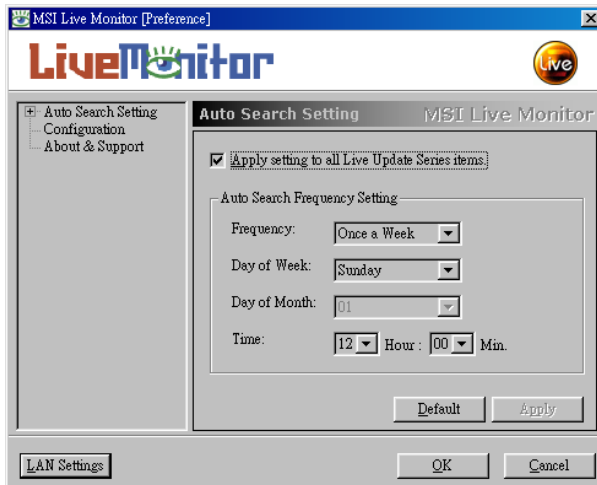 MSI Live Monitor [Preference]
LiveMonitor
Live
Auto Search Setting
Configuration
About & Support
Auto Search Setting MSI Live Monitor
Apply setting to all Live Update Series items.
Auto Search Frequency Setting
Frequency: Once a Week
Day of Week: Sunday
Day of Month: 01
Time: 12 Hour : 00 Min.
Default Apply
LAN Settings OK Cancel